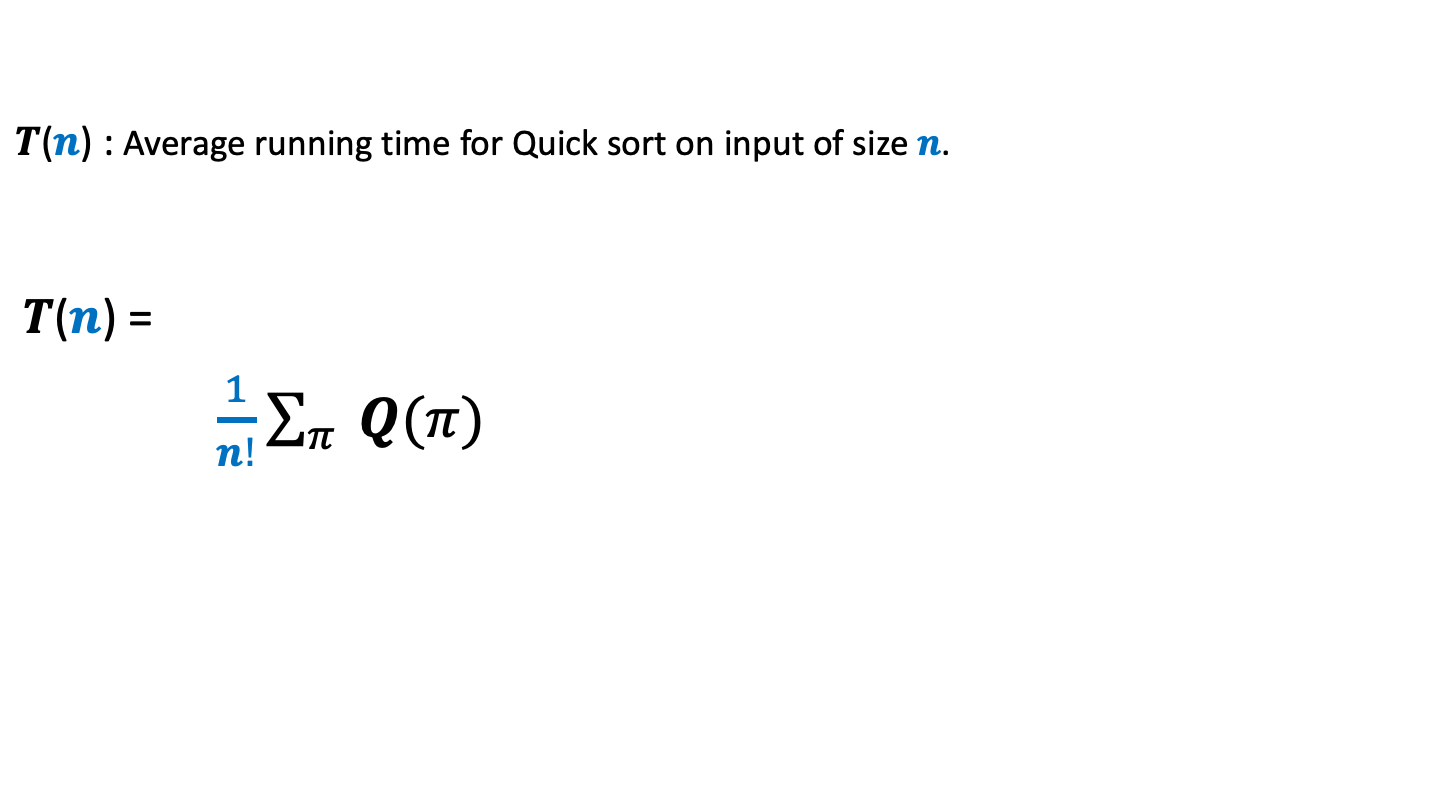 T(n) : Average running time for Quick sort on input of size n.
T(n) =
1/n! ∑π Q(π)